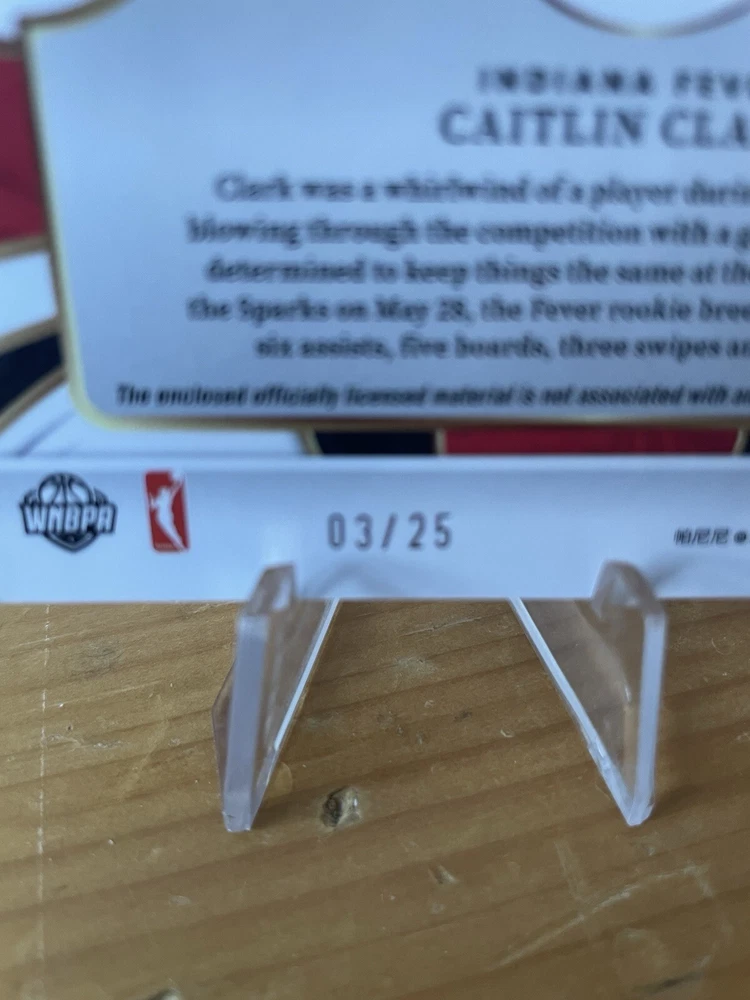 INDIANA FEV
CAITLIN CLA
Clark was a whirlwind of a player duri
blowing through the competition with a g
determined to keep things the same at th
the Sparks on May 28, the Fever rookie bree
six assists, five boards, three swipes a
The enclosed officially licensed material is not associated with a
WNBPA
03/25